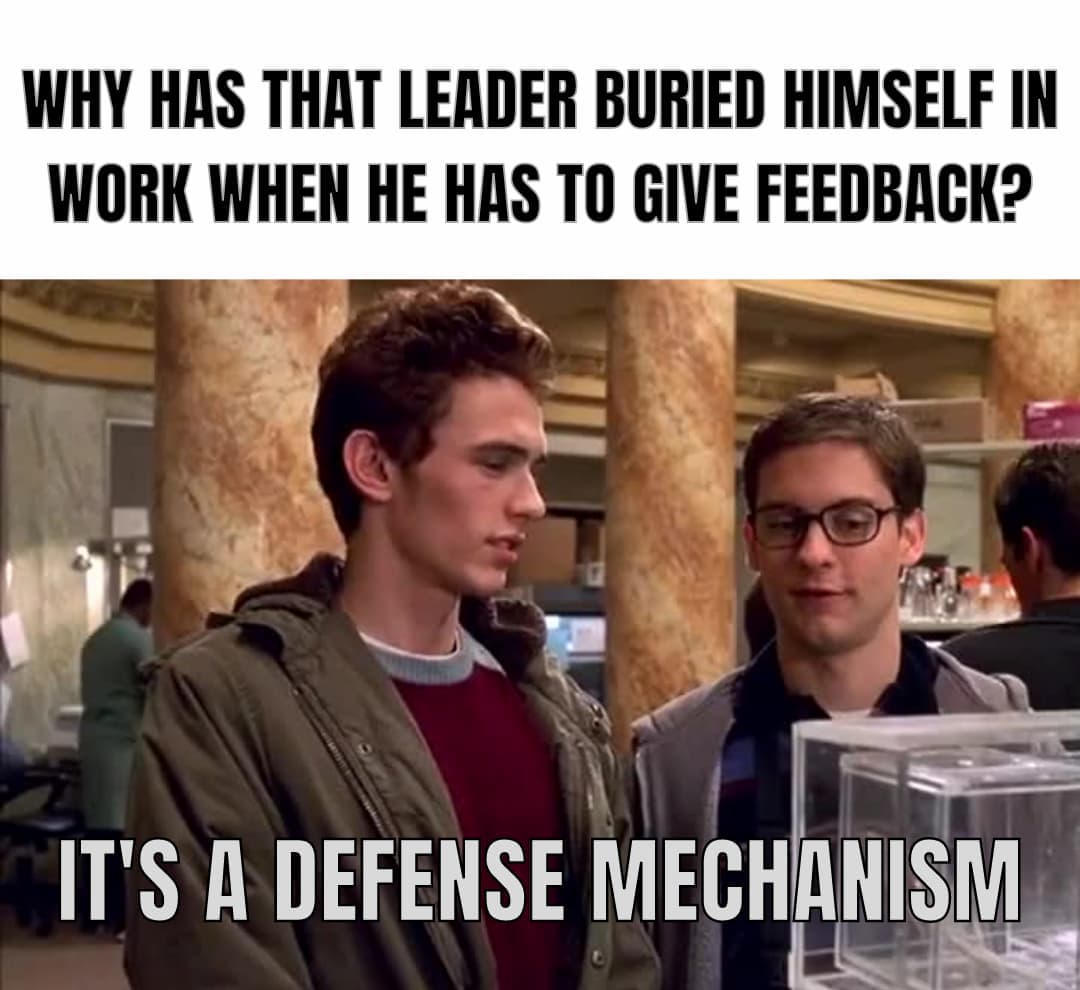 WHY HAS THAT LEADER BURIED HIMSELF IN
WORK WHEN HE HAS TO GIVE FEEDBACK?
IT'S A DEFENSE MECHANISM